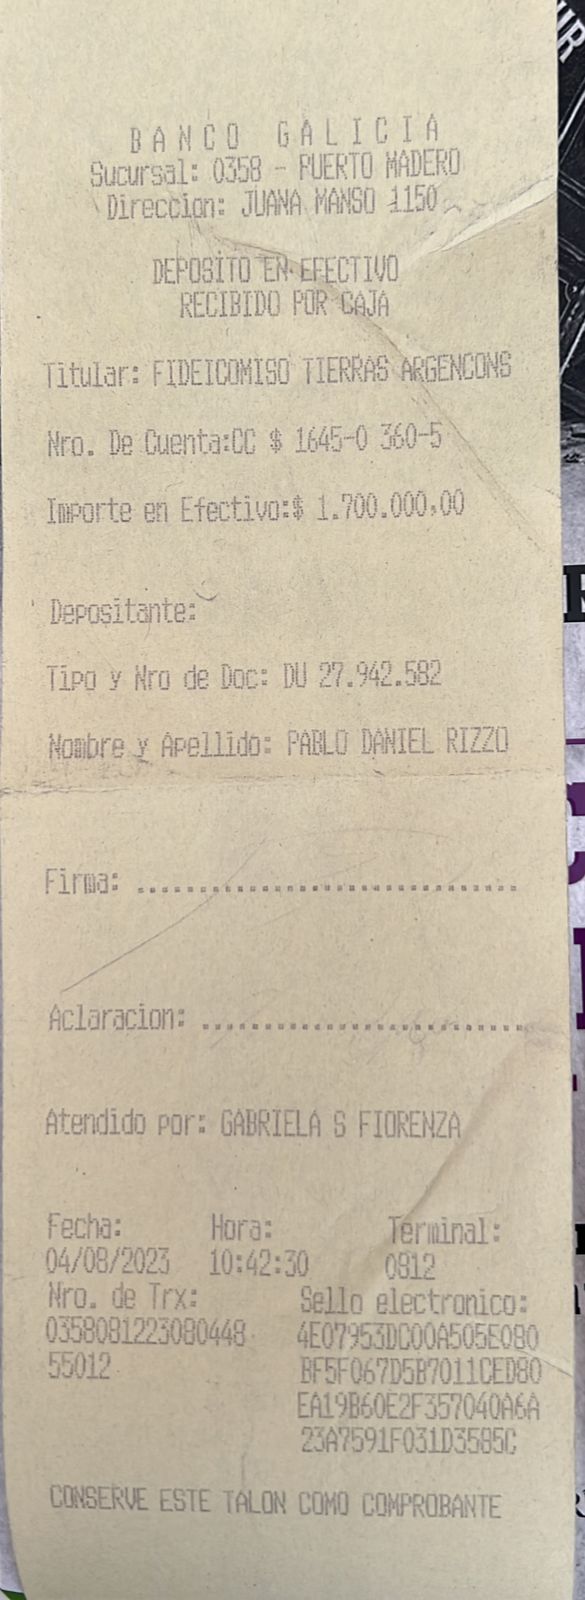 BANCO GALICIA
Sucursal: 0358 - PUERTO MADERO
Direccion: JUANA MANSO 1150
DEPOSITO EN EFECTIVO
RECIBIDO POR CAJA
Titular: FIDEICOMISO TIERRAS ARGENCONS
Nro. De Cuenta:CC $ 1645-0 360-5
Importe en Efectivo:$ 1.700.000,00
Depositante:
Tipo y Nro de Doc: DU 27.942.582
Nombre y Apellido: PABLO DANIEL RIZZO
Firma: ...............................
Aclaracion: ..........................
Atendido por: GABRIELA S FIORENZA
Fecha: Hora: Terminal:
04/08/2023 10:42:30 0812
Nro. de Trx: Sello electronico:
0358081223080448 4E07953DC00A505E080
55012 BF5F067D5B7011CED80
EA19B60E2F357040A6A
23A7591F031D3585C
CONSERVE ESTE TALON COMO COMPROBANTE